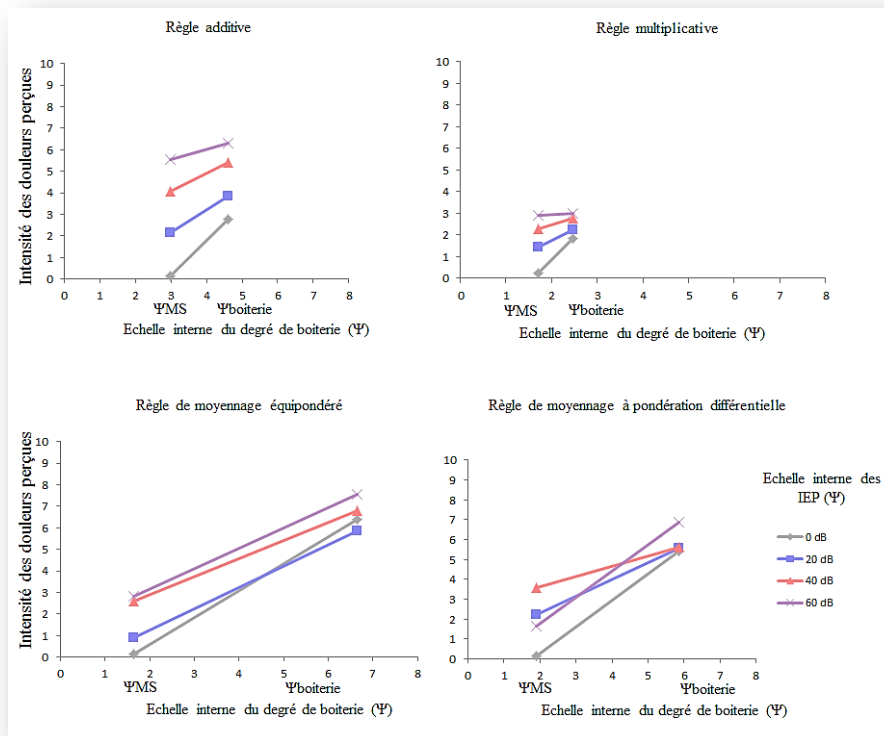 Règle additive
Intensité des douleurs perçues
10
9
8
7
6
5
4
3
2
1
0
0 1 2 3 4 5 6 7 8
ΨMS Ψboiterie
Echelle interne du degré de boiterie (Ψ)
Règle multiplicative
10
9
8
7
6
5
4
3
2
1
0
0 1 2 3 4 5 6 7 8
ΨMS Ψboiterie
Echelle interne du degré de boiterie (Ψ)
Règle de moyennage équipondéré
Intensité des douleurs perçues
10
9
8
7
6
5
4
3
2
1
0
0 1 2 3 4 5 6 7 8
ΨMS Ψboiterie
Echelle interne du degré de boiterie (Ψ)
Règle de moyennage à pondération différentielle
10
9
8
7
6
5
4
3
2
1
0
0 1 2 3 4 5 6 7 8
ΨMS Ψboiterie
Echelle interne du degré de boiterie (Ψ)
Echelle interne des
IEP (Ψ)
0 dB
20 dB
40 dB
60 dB